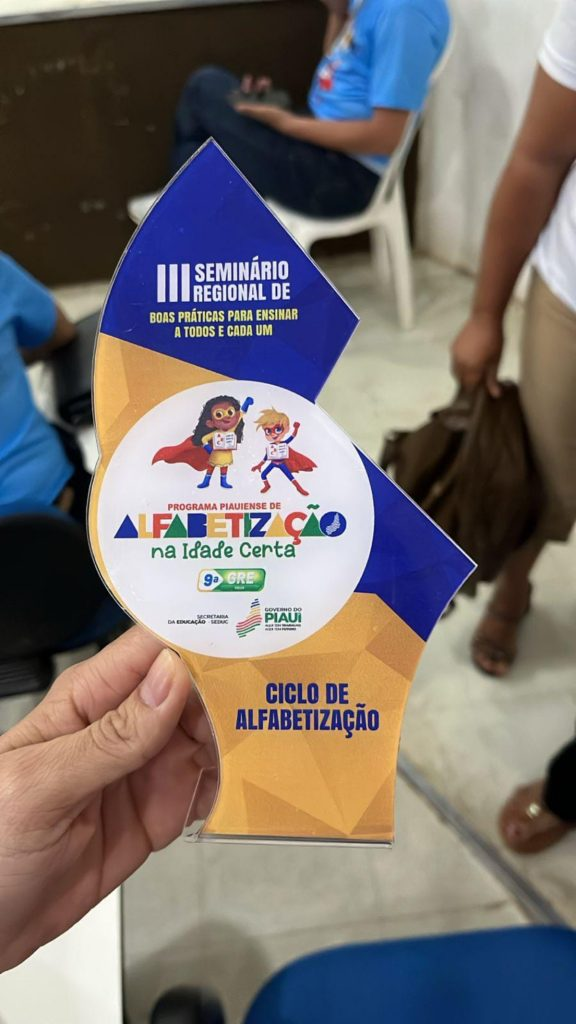 III SEMINÁRIO
REGIONAL DE
BOAS PRÁTICAS PARA ENSINAR
A TODOS E CADA UM
PROGRAMA PIAUIENSE DE
ALFABETIZAÇÃO
na Idade Certa
9ª GRE
SECRETARIA
DA EDUCAÇÃO - SEDUC
GOVERNO DO
PIAUÍ
CICLO DE
ALFABETIZAÇÃO